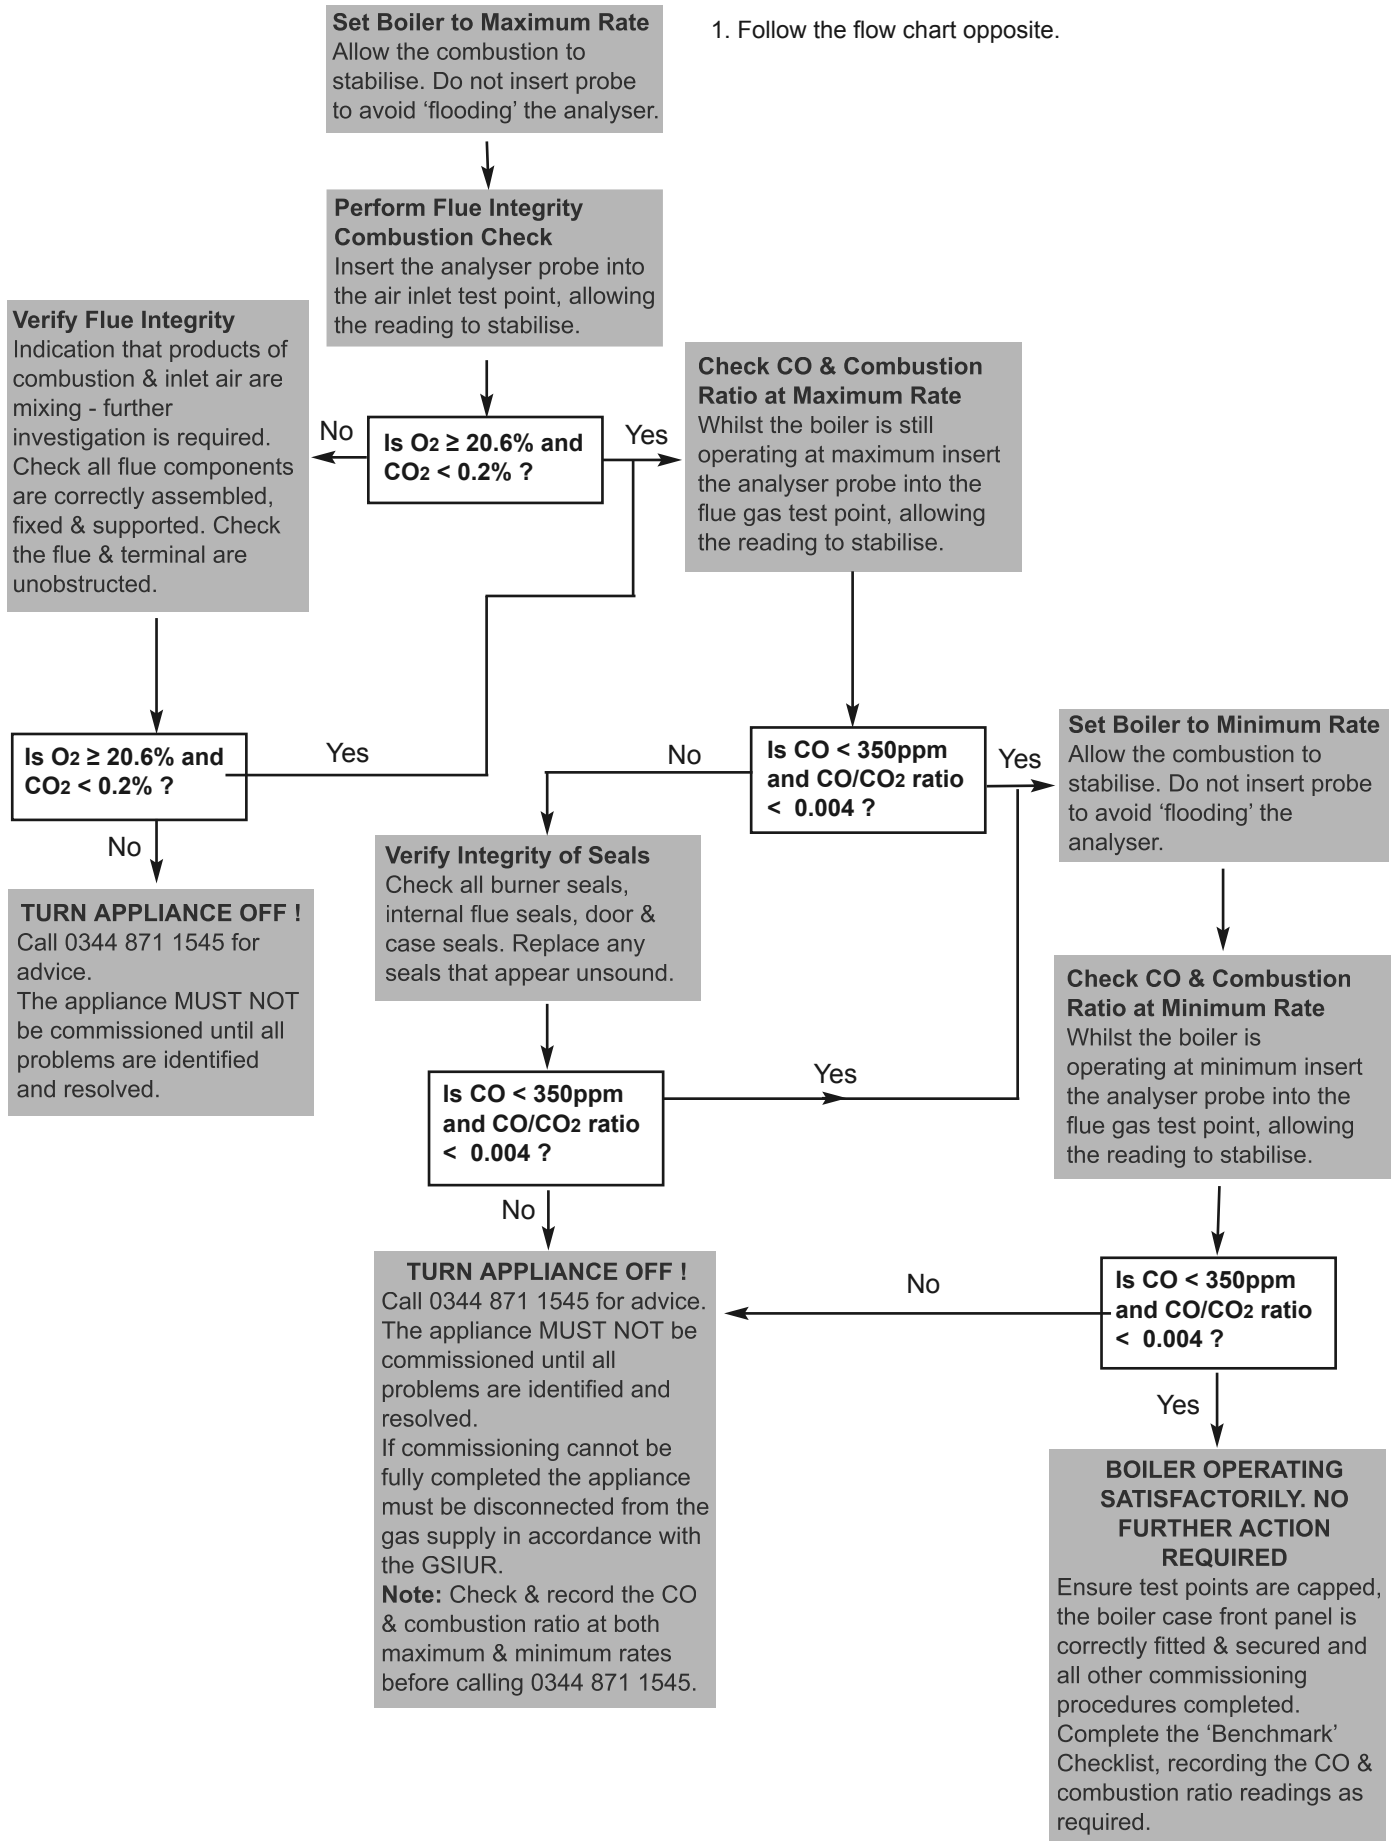 Set Boiler to Maximum Rate
Allow the combustion to
stabilise. Do not insert probe
to avoid ‘flooding’ the analyser.
1. Follow the flow chart opposite.
Perform Flue Integrity
Combustion Check
Insert the analyser probe into
the air inlet test point, allowing
the reading to stabilise.
Verify Flue Integrity
Indication that products of
combustion & inlet air are
mixing - further
investigation is required.
Check all flue components
are correctly assembled,
fixed & supported. Check
the flue & terminal are
unobstructed.
No
Is O2 ≥ 20.6% and
CO2 < 0.2% ?
Yes
Check CO & Combustion
Ratio at Maximum Rate
Whilst the boiler is still
operating at maximum insert
the analyser probe into the
flue gas test point, allowing
the reading to stabilise.
Is O2 ≥ 20.6% and
CO2 < 0.2% ?
Yes
No
TURN APPLIANCE OFF !
Call 0344 871 1545 for
advice.
The appliance MUST NOT
be commissioned until all
problems are identified
and resolved.
No
Is CO < 350ppm
and CO/CO2 ratio
< 0.004 ?
Yes
Set Boiler to Minimum Rate
Allow the combustion to
stabilise. Do not insert probe
to avoid ‘flooding’ the
analyser.
Verify Integrity of Seals
Check all burner seals,
internal flue seals, door &
case seals. Replace any
seals that appear unsound.
Check CO & Combustion
Ratio at Minimum Rate
Whilst the boiler is
operating at minimum insert
the analyser probe into the
flue gas test point, allowing
the reading to stabilise.
Is CO < 350ppm
and CO/CO2 ratio
< 0.004 ?
Yes
No
TURN APPLIANCE OFF !
Call 0344 871 1545 for advice.
The appliance MUST NOT be
commissioned until all
problems are identified and
resolved.
If commissioning cannot be
fully completed the appliance
must be disconnected from the
gas supply in accordance with
the GSIUR.
Note: Check & record the CO
& combustion ratio at both
maximum & minimum rates
before calling 0344 871 1545.
No
Is CO < 350ppm
and CO/CO2 ratio
< 0.004 ?
Yes
BOILER OPERATING
SATISFACTORILY. NO
FURTHER ACTION
REQUIRED
Ensure test points are capped,
the boiler case front panel is
correctly fitted & secured and
all other commissioning
procedures completed.
Complete the ‘Benchmark’
Checklist, recording the CO &
combustion ratio readings as
required.